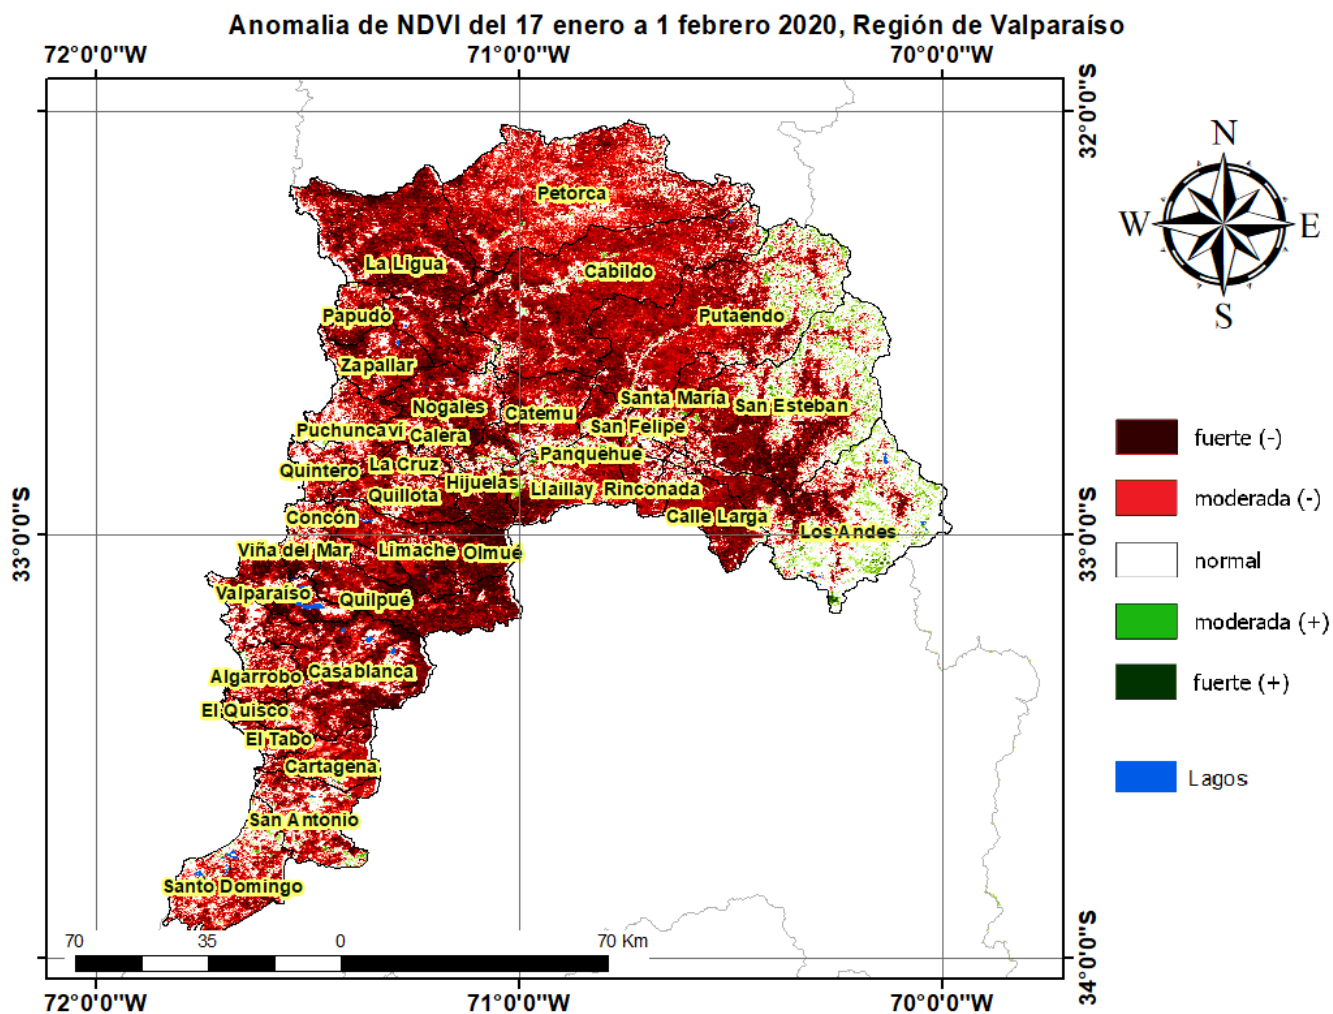 Anomalia de NDVI del 17 enero a 1 febrero 2020, Región de Valparaíso
72°0'0"W
71°0'0"W
70°0'0"W
32°0'0"S
N
W
E
S
Petorca
La Ligua
Cabildo
Papudo
Putaendo
Zapallar
Santa María
Nogales
Catemu
San Esteban
Puchuncaví
Calera
San Felipe
Panquehue
Quintero
La Cruz
Hijuelas
Llaillay
Rinconada
Quillota
Concón
Calle Larga
Los Andes
Viña del Mar
Limache
Olmué
Valparaíso
Quilpué
Algarrobo
Casablanca
El Quisco
El Tabo
Cartagena
San Antonio
Santo Domingo
fuerte (-)
moderada (-)
normal
moderada (+)
fuerte (+)
Lagos
33°0'0"S
33°0'0"S
34°0'0"S
70
35
0
70 Km
72°0'0"W
71°0'0"W
70°0'0"W